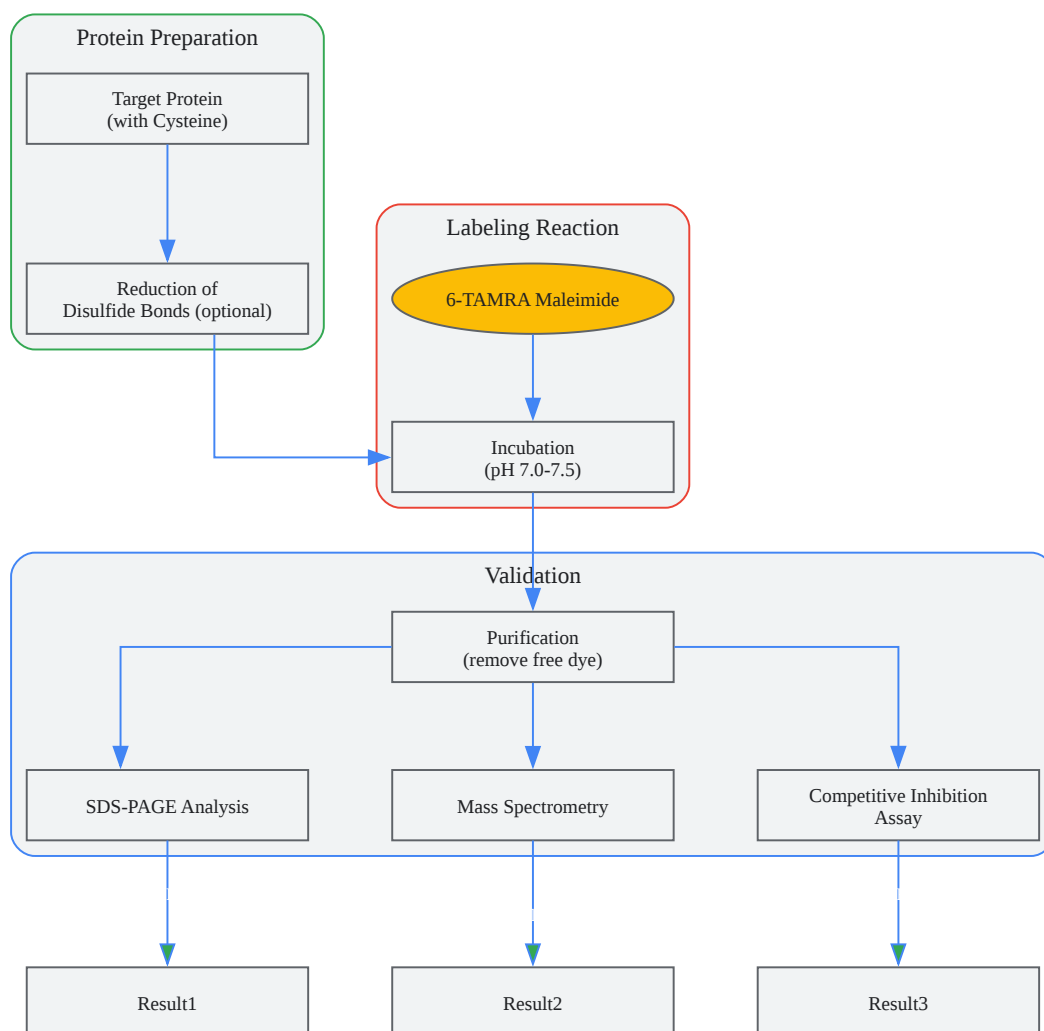 Protein Preparation
Target Protein
(with Cysteine)
Reduction of
Disulfide Bonds (optional)
Labeling Reaction
6-TAMRA Maleimide
Incubation
(pH 7.0-7.5)
Validation
Purification
(remove free dye)
SDS-PAGE Analysis
Mass Spectrometry
Competitive Inhibition
Assay
Result1
Result2
Result3